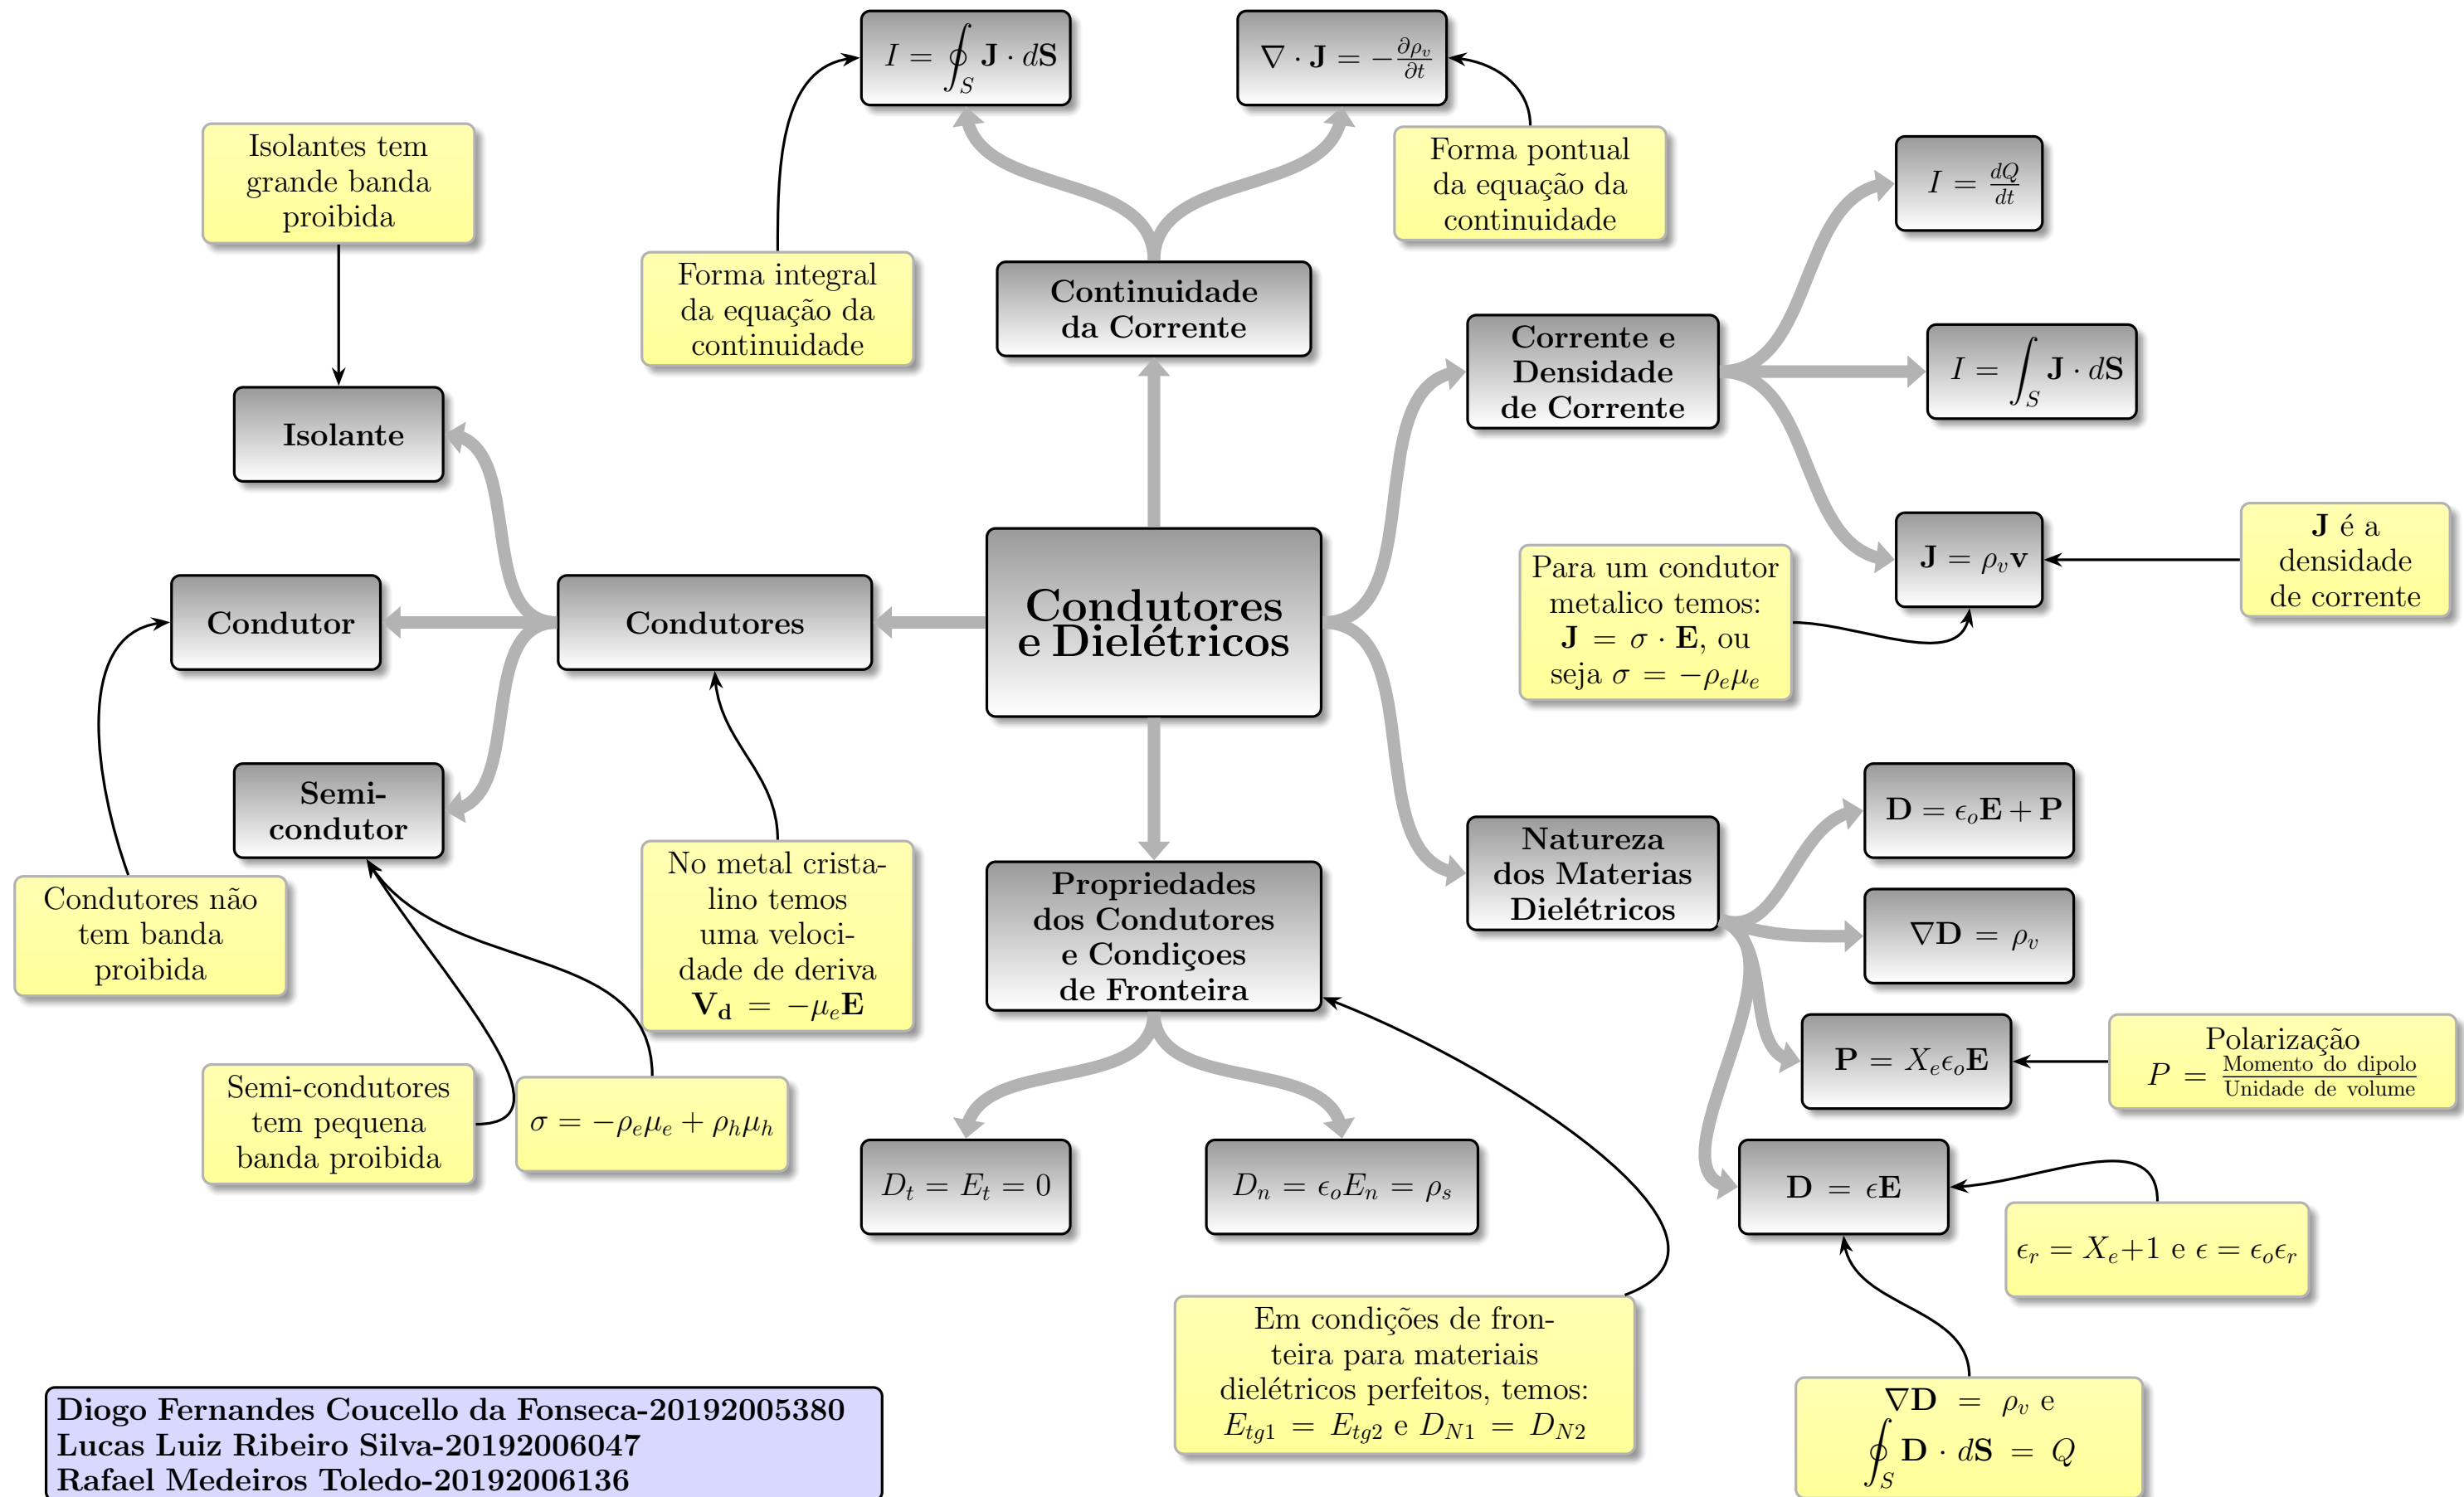 I = ∮_S J · dS
∇ · J = −∂ρ_v/∂t
Isolantes tem
grande banda
proibida
Forma pontual
da equação da
continuidade
I = dQ/dt
Forma integral
da equação da
continuidade
Continuidade
da Corrente
Corrente e
Densidade
de Corrente
I = ∫_S J · dS
Isolante
J = ρ_v v
J é a
densidade
de corrente
Para um condutor
metalico temos:
J = σ · E, ou
seja σ = −ρ_e μ_e
Condutor
Condutores
Condutores
e Dielétricos
Semi-
condutor
D = ϵ_o E + P
Natureza
dos Materias
Dielétricos
∇D = ρ_v
Condutores não
tem banda
proibida
No metal crista-
lino temos
uma veloci-
dade de deriva
V_d = −μ_e E
Propriedades
dos Condutores
e Condiçoes
de Fronteira
P = X_e ϵ_o E
Polarização
P = Momento do dipolo/Unidade de volume
Semi-condutores
tem pequena
banda proibida
σ = −ρ_e μ_e + ρ_h μ_h
D_t = E_t = 0
D_n = ϵ_o E_n = ρ_s
D = ϵE
ϵ_r = X_e+1 e ϵ = ϵ_o ϵ_r
Em condições de fron-
teira para materiais
dielétricos perfeitos, temos:
E_tg1 = E_tg2 e D_N1 = D_N2
∇D = ρ_v e
∮_S D · dS = Q
Diogo Fernandes Coucello da Fonseca-20192005380
Lucas Luiz Ribeiro Silva-20192006047
Rafael Medeiros Toledo-20192006136